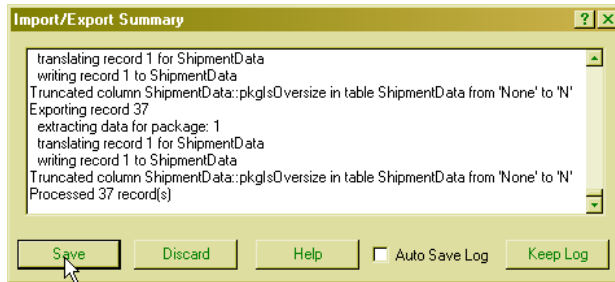 Import/Export Summary
translating record 1 for ShipmentData
writing record 1 to ShipmentData
Truncated column ShipmentData::pkgIsOversize in table ShipmentData from 'None' to 'N'
Exporting record 37
extracting data for package: 1
translating record 1 for ShipmentData
writing record 1 to ShipmentData
Truncated column ShipmentData::pkgIsOversize in table ShipmentData from 'None' to 'N'
Processed 37 record(s)
Save Discard Help Auto Save Log Keep Log